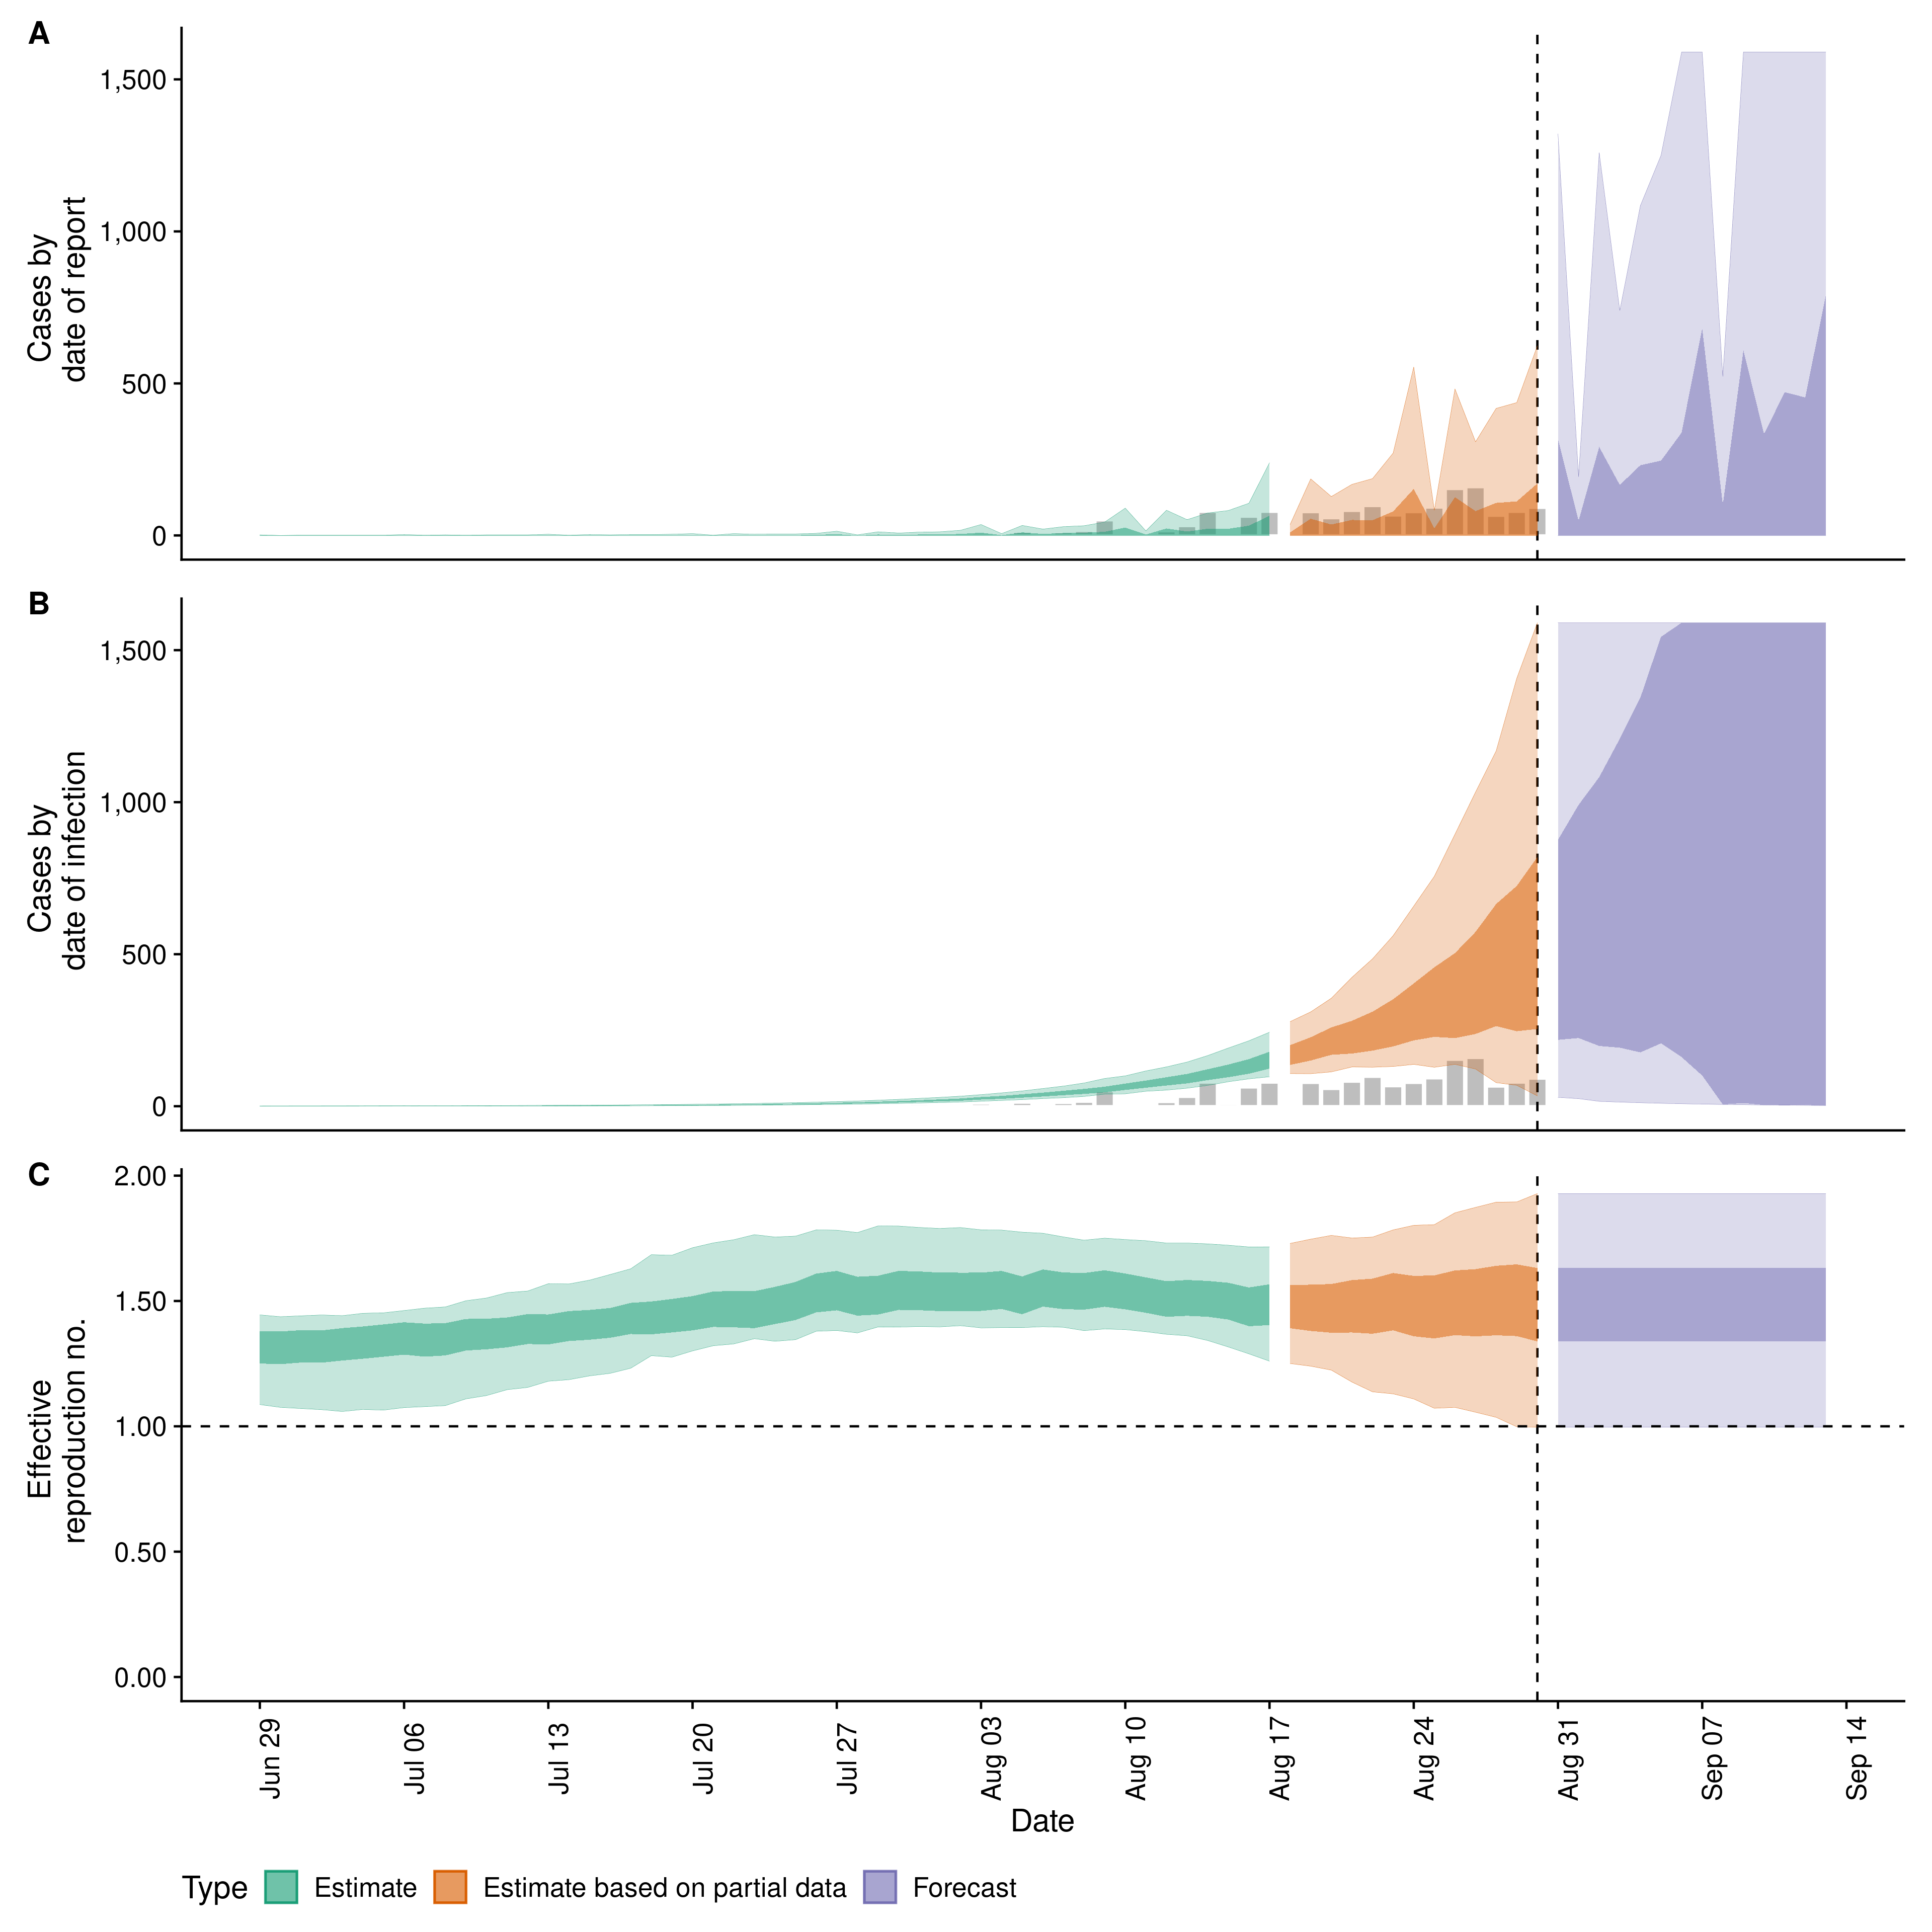 A
Cases by
date of report
1,500
1,000
500
0
B
Cases by
date of infection
1,500
1,000
500
0
C
Effective
reproduction no.
2.00
1.50
1.00
0.50
0.00
Jun 29
Jul 06
Jul 13
Jul 20
Jul 27
Aug 03
Aug 10
Aug 17
Aug 24
Aug 31
Sep 07
Sep 14
Date
Type Estimate Estimate based on partial data Forecast